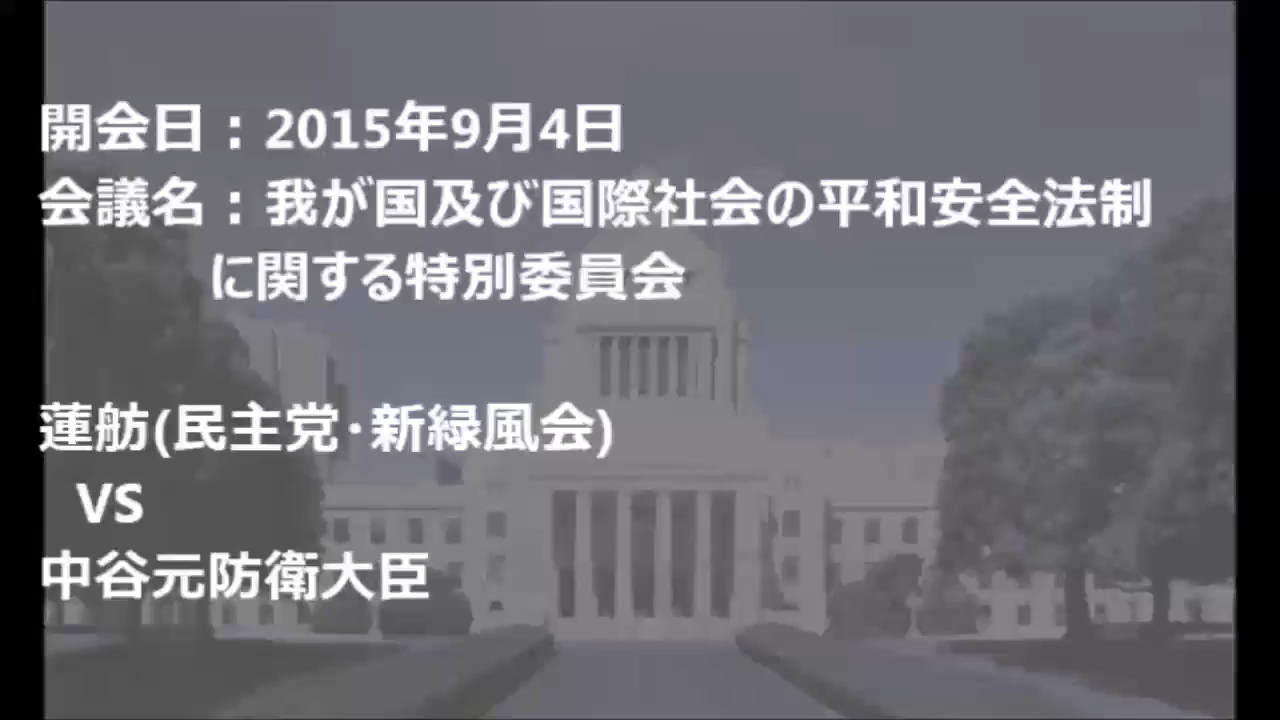 開会日：2015年9月4日
会議名：我が国及び国際社会の平和安全法制
に関する特別委員会
蓮舫(民主党･新緑風会)
VS
中谷元防衛大臣